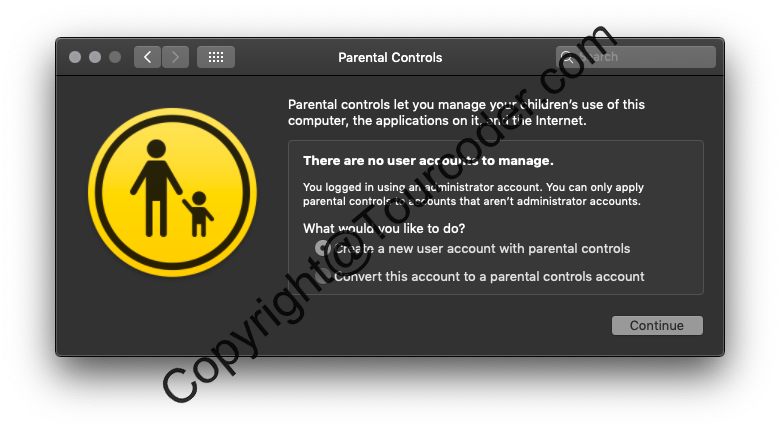 Parental Controls
Search
Parental controls let you manage your children's use of this
computer, the applications on it, and the Internet.
There are no user accounts to manage.
You logged in using an administrator account. You can only apply
parental controls to accounts that aren't administrator accounts.
What would you like to do?
Create a new user account with parental controls
Convert this account to a parental controls account
Continue
Copyright@Tourcoder.com